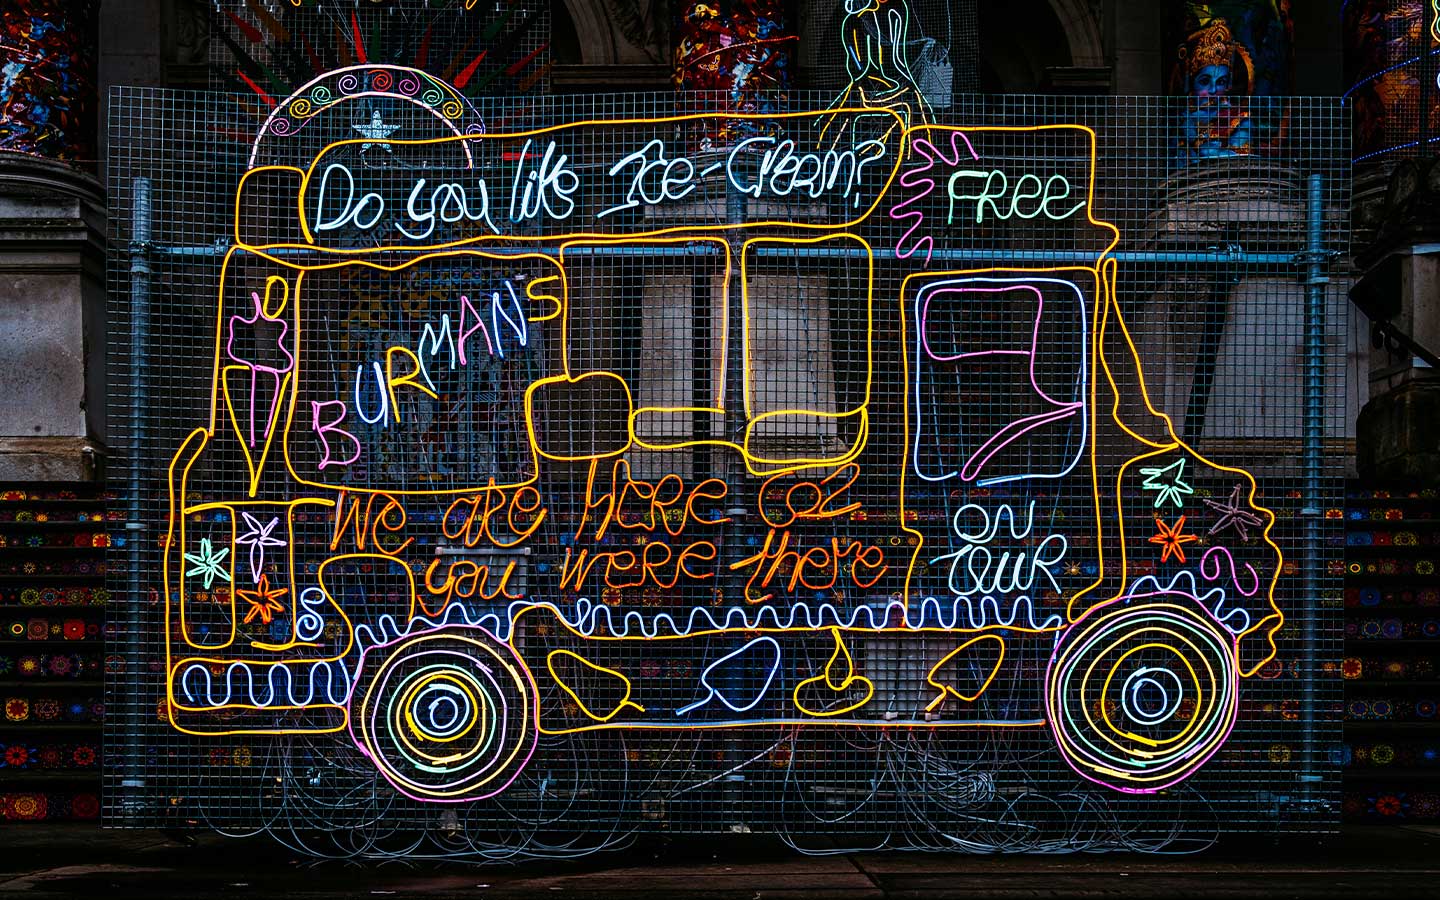 Do you like Ice-Cream?
FREE
BURMANS
We are here coz
you were there
ON
TOUR